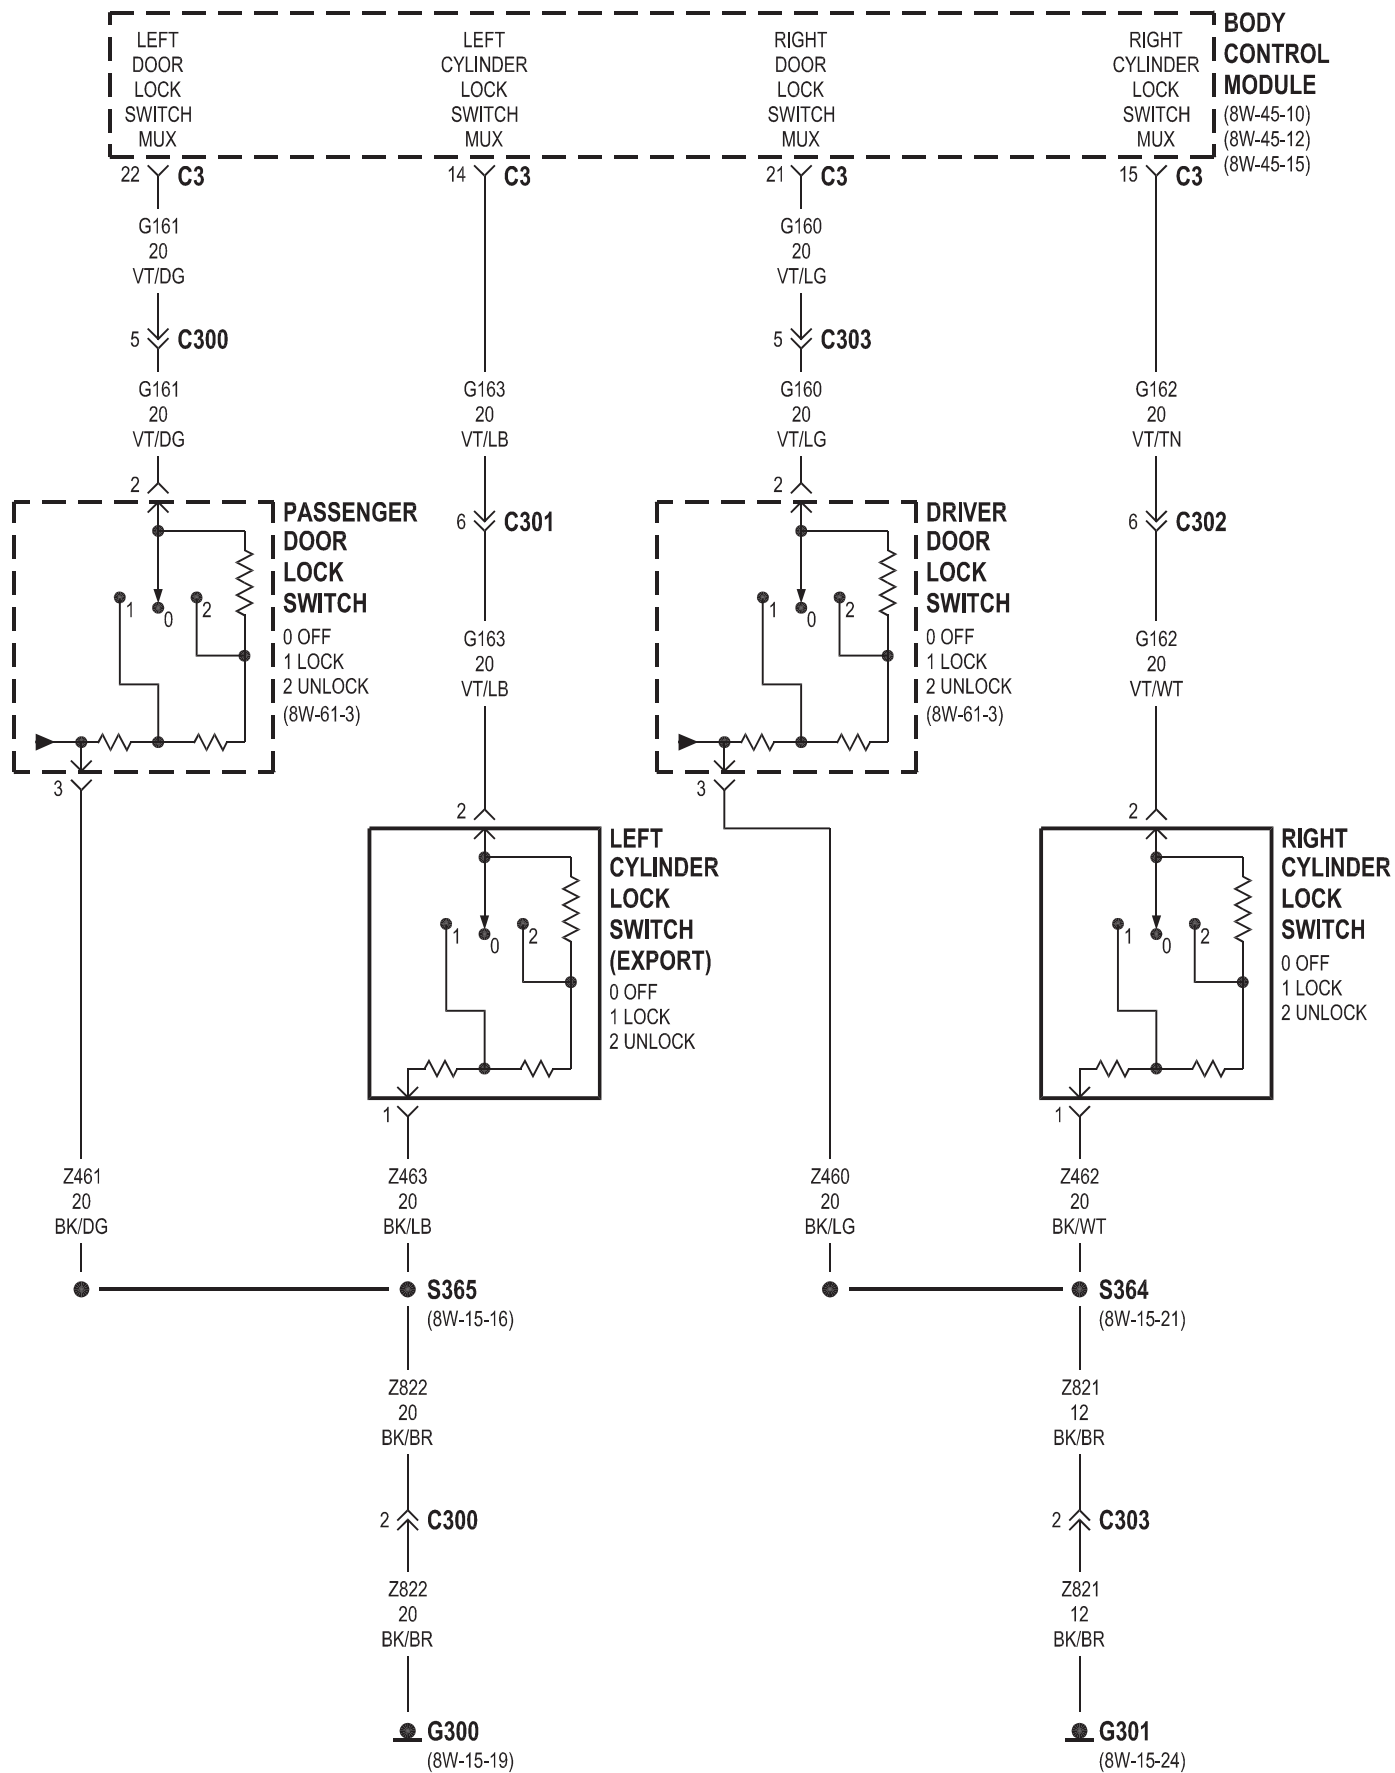 LEFT
DOOR
LOCK
SWITCH
MUX
LEFT
CYLINDER
LOCK
SWITCH
MUX
RIGHT
DOOR
LOCK
SWITCH
MUX
RIGHT
CYLINDER
LOCK
SWITCH
MUX
BODY
CONTROL
MODULE
(8W-45-10)
(8W-45-12)
(8W-45-15)
22 C3
14 C3
21 C3
15 C3
G161
20
VT/DG
G160
20
VT/LG
5 C300
5 C303
G161
20
VT/DG
G163
20
VT/LB
G160
20
VT/LG
G162
20
VT/TN
2
6 C301
2
6 C302
PASSENGER
DOOR
LOCK
SWITCH
0 OFF
1 LOCK
2 UNLOCK
(8W-61-3)
1
0
2
G163
20
VT/LB
DRIVER
DOOR
LOCK
SWITCH
0 OFF
1 LOCK
2 UNLOCK
(8W-61-3)
1
0
2
G162
20
VT/WT
3
2
3
2
LEFT
CYLINDER
LOCK
SWITCH
(EXPORT)
0 OFF
1 LOCK
2 UNLOCK
1
0
2
RIGHT
CYLINDER
LOCK
SWITCH
0 OFF
1 LOCK
2 UNLOCK
1
0
2
1
1
Z461
20
BK/DG
Z463
20
BK/LB
Z460
20
BK/LG
Z462
20
BK/WT
S365
(8W-15-16)
S364
(8W-15-21)
Z822
20
BK/BR
Z821
12
BK/BR
2 C300
2 C303
Z822
20
BK/BR
Z821
12
BK/BR
G300
(8W-15-19)
G301
(8W-15-24)